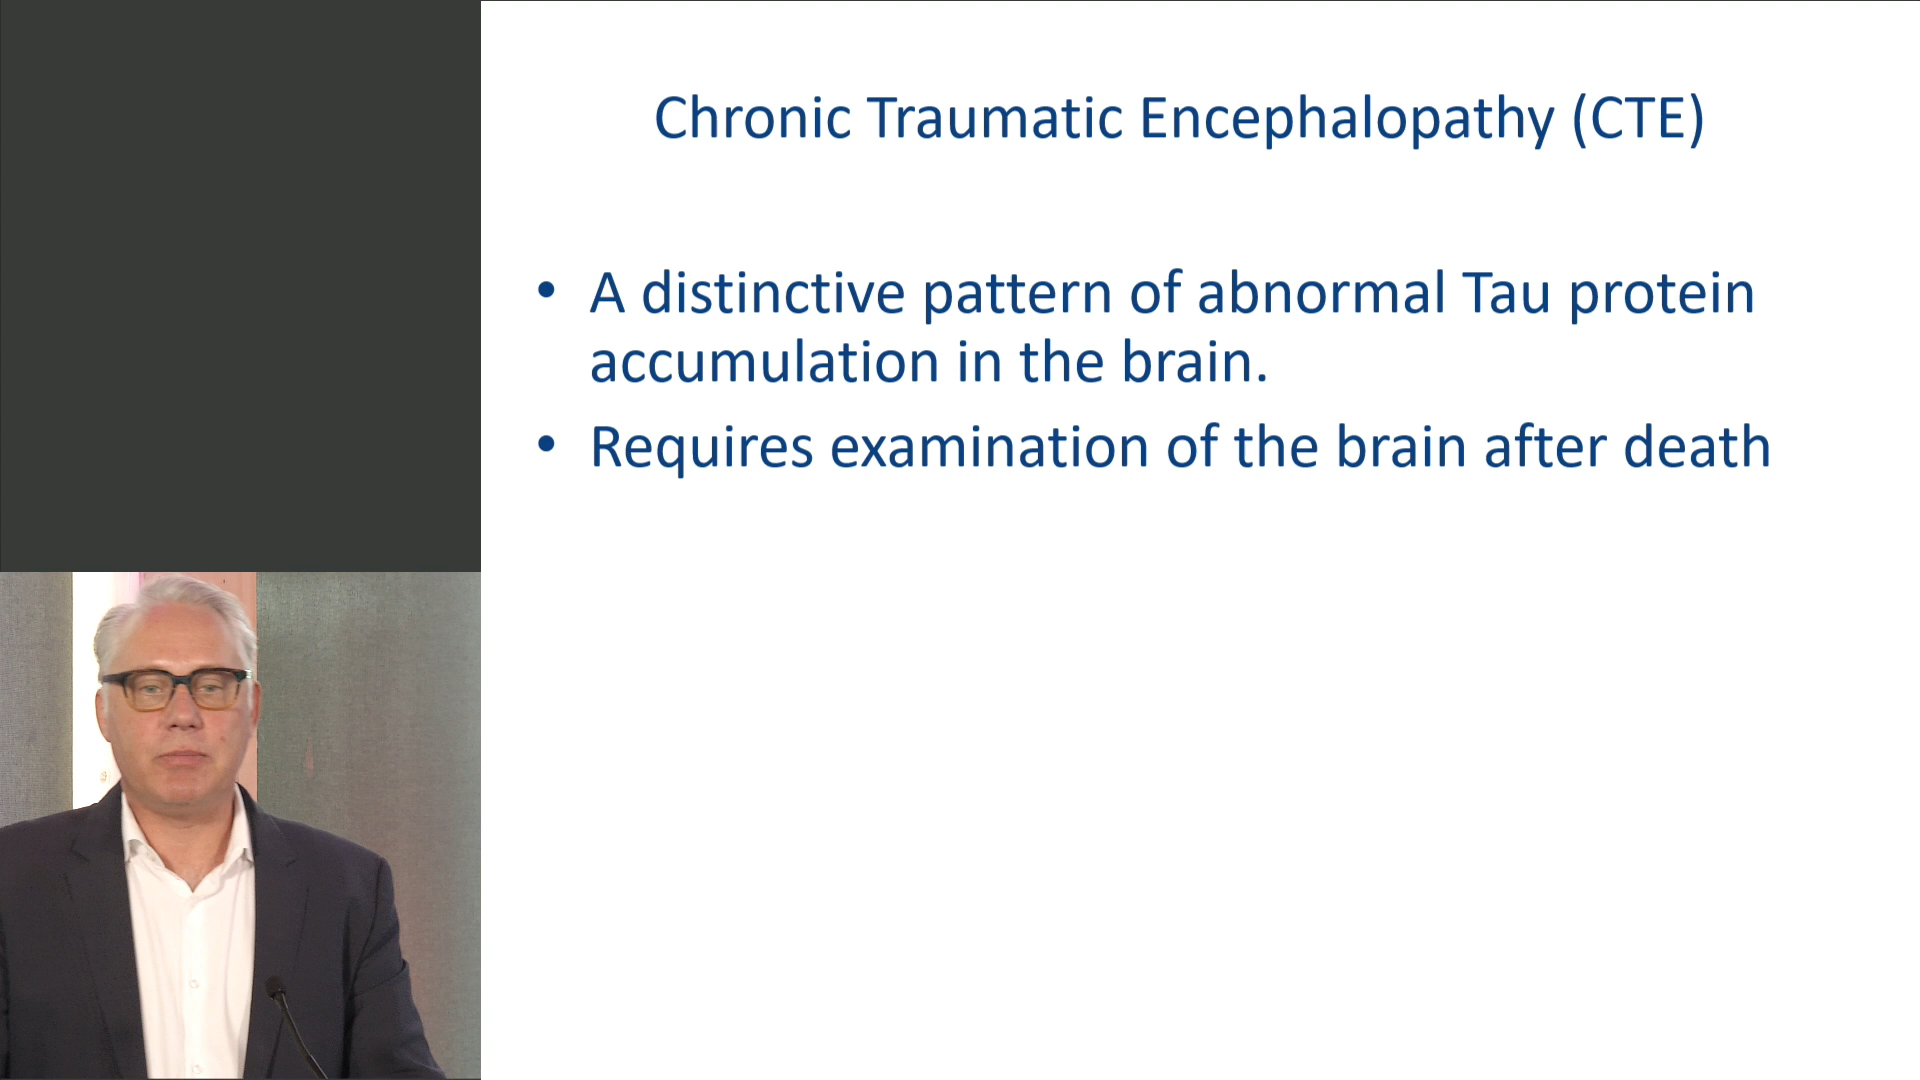 Chronic Traumatic Encephalopathy (CTE)
• A distinctive pattern of abnormal Tau protein
accumulation in the brain.
• Requires examination of the brain after death